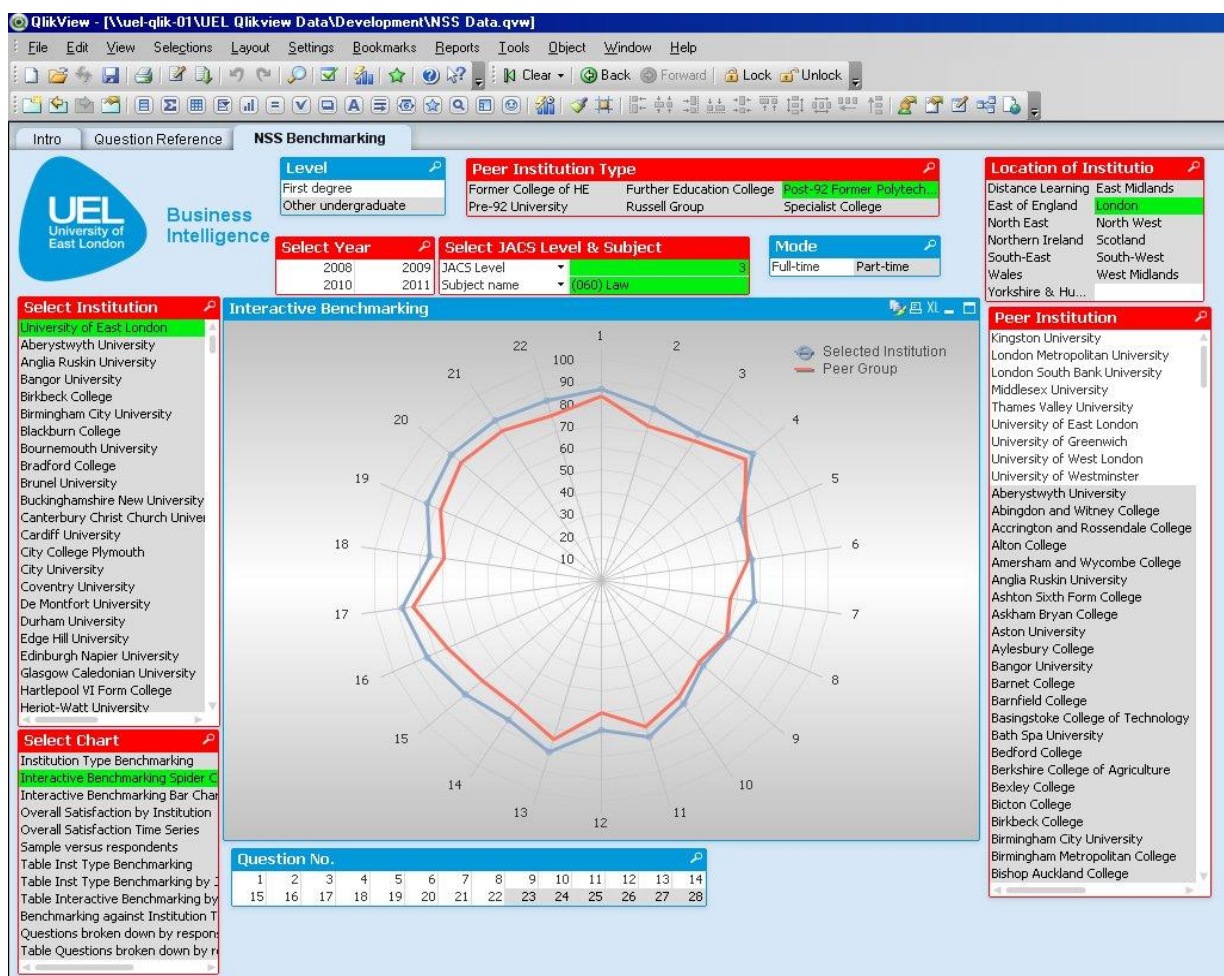 QlikView - [\\uel-qlik-01\UEL Qlikview Data\Development\NSS Data.qvw]
File Edit View Selections Layout Settings Bookmarks Reports Tools Object Window Help
Clear Back Forward Lock Unlock
Intro Question Reference NSS Benchmarking
UEL
University of
East London
Business
Intelligence
Level
First degree
Other undergraduate
Peer Institution Type
Former College of HE Further Education College Post-92 Former Polytech...
Pre-92 University Russell Group Specialist College
Location of Institutio
Distance Learning East Midlands
East of England London
North East North West
Northern Ireland Scotland
South-East South-West
Wales West Midlands
Yorkshire & Hu...
Select Year
2008 2009
2010 2011
Select JACS Level & Subject
JACS Level 3
Subject name (060) Law
Mode
Full-time Part-time
Select Institution
University of East London
Aberystwyth University
Anglia Ruskin University
Bangor University
Birkbeck College
Birmingham City University
Blackburn College
Bournemouth University
Bradford College
Brunel University
Buckinghamshire New University
Canterbury Christ Church Univer
Cardiff University
City College Plymouth
City University
Coventry University
De Montfort University
Durham University
Edge Hill University
Edinburgh Napier University
Glasgow Caledonian University
Hartlepool VI Form College
Heriot-Watt University
Select Chart
Institution Type Benchmarking
Interactive Benchmarking Spider C
Interactive Benchmarking Bar Char
Overall Satisfaction by Institution
Overall Satisfaction Time Series
Sample versus respondents
Table Inst Type Benchmarking
Table Inst Type Benchmarking by J
Table Interactive Benchmarking by
Benchmarking against Institution T
Questions broken down by respons
Table Questions broken down by re
Interactive Benchmarking XL
Selected Institution
Peer Group
1
2
3
4
5
6
7
8
9
10
11
12
13
14
15
16
17
18
19
20
21
22
100
90
80
70
60
50
40
30
20
10
Question No.
1 2 3 4 5 6 7 8 9 10 11 12 13 14
15 16 17 18 19 20 21 22 23 24 25 26 27 28
Peer Institution
Kingston University
London Metropolitan University
London South Bank University
Middlesex University
Thames Valley University
University of East London
University of Greenwich
University of West London
University of Westminster
Aberystwyth University
Abingdon and Witney College
Accrington and Rossendale College
Alton College
Amersham and Wycombe College
Anglia Ruskin University
Ashton Sixth Form College
Askham Bryan College
Aston University
Aylesbury College
Bangor University
Barnet College
Barnfield College
Basingstoke College of Technology
Bath Spa University
Bedford College
Berkshire College of Agriculture
Bexley College
Bicton College
Birkbeck College
Birmingham City University
Birmingham Metropolitan College
Bishop Auckland College